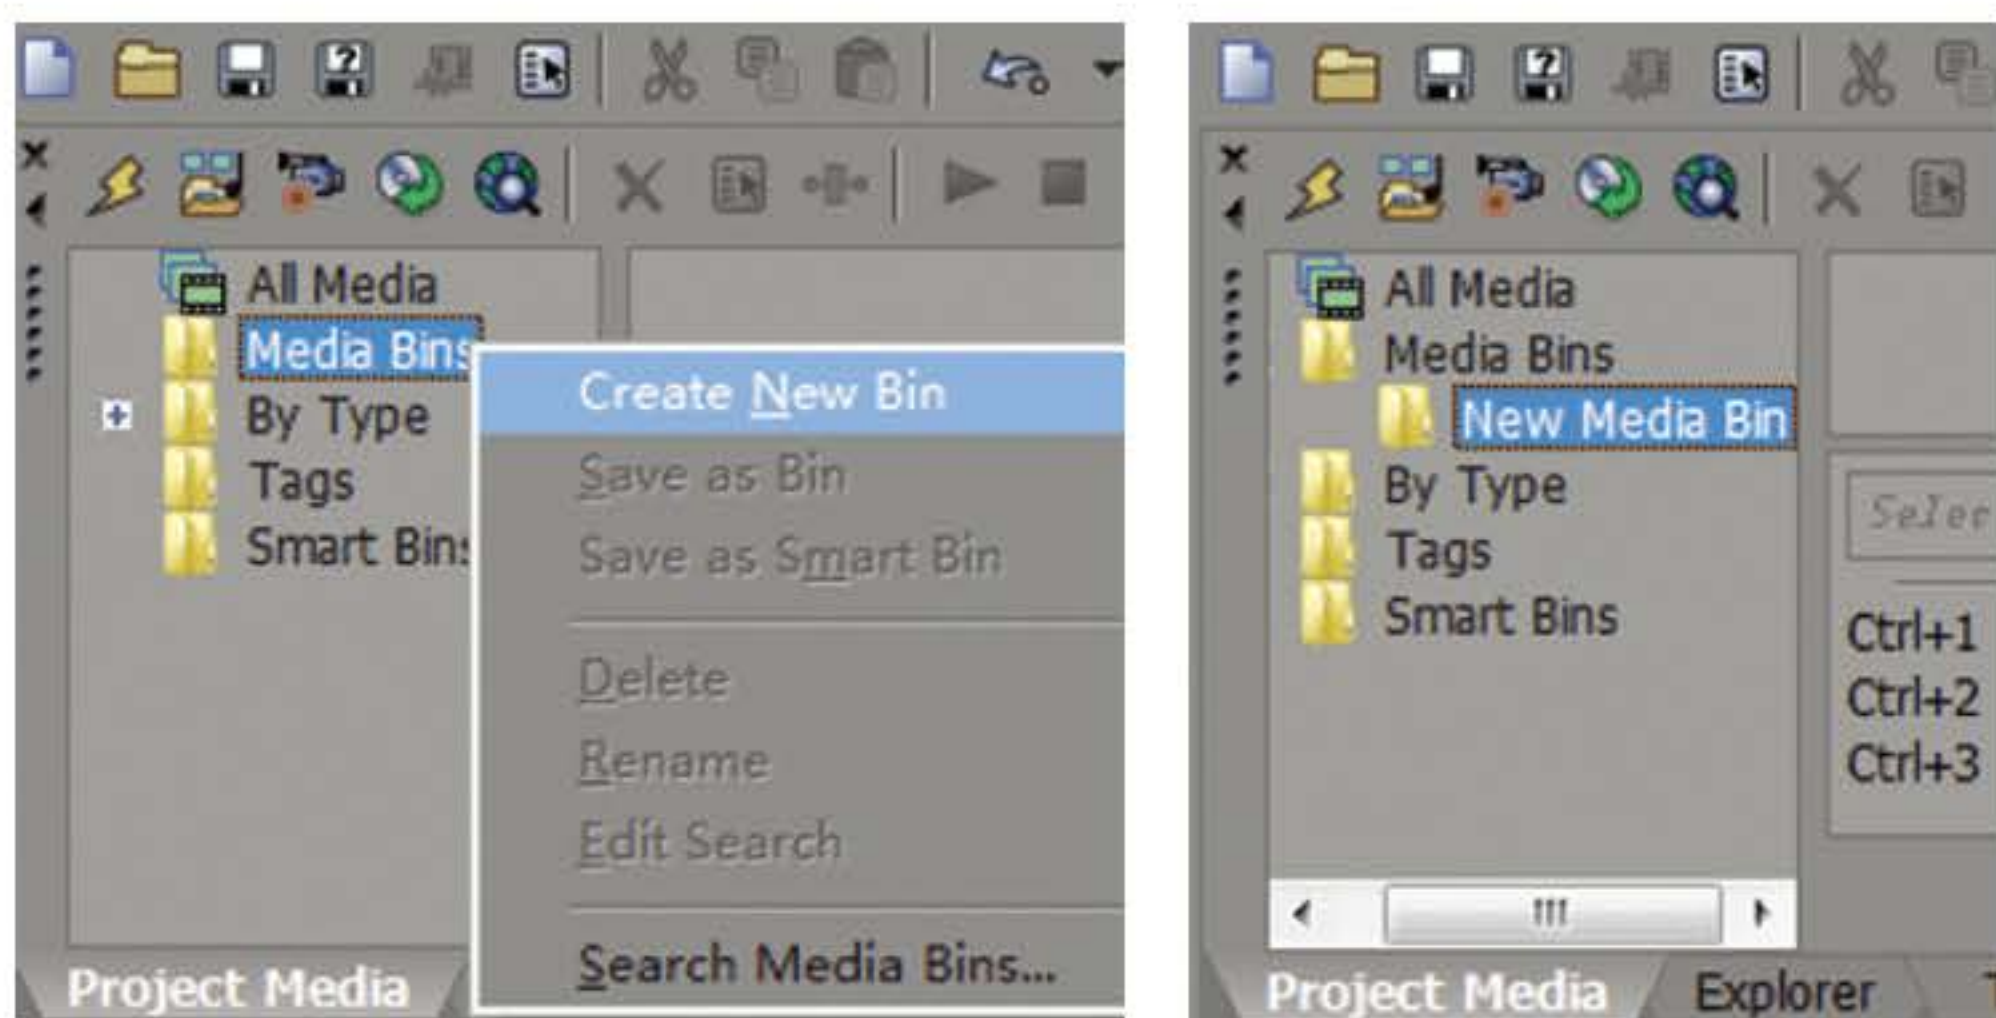 All Media
Media Bins
By Type
Tags
Smart Bins
Create New Bin
Save as Bin
Save as Smart Bin
Delete
Rename
Edit Search
Search Media Bins...
Project Media
All Media
Media Bins
New Media Bin
By Type
Tags
Smart Bins
Ctrl+1
Ctrl+2
Ctrl+3
Project Media
Explorer